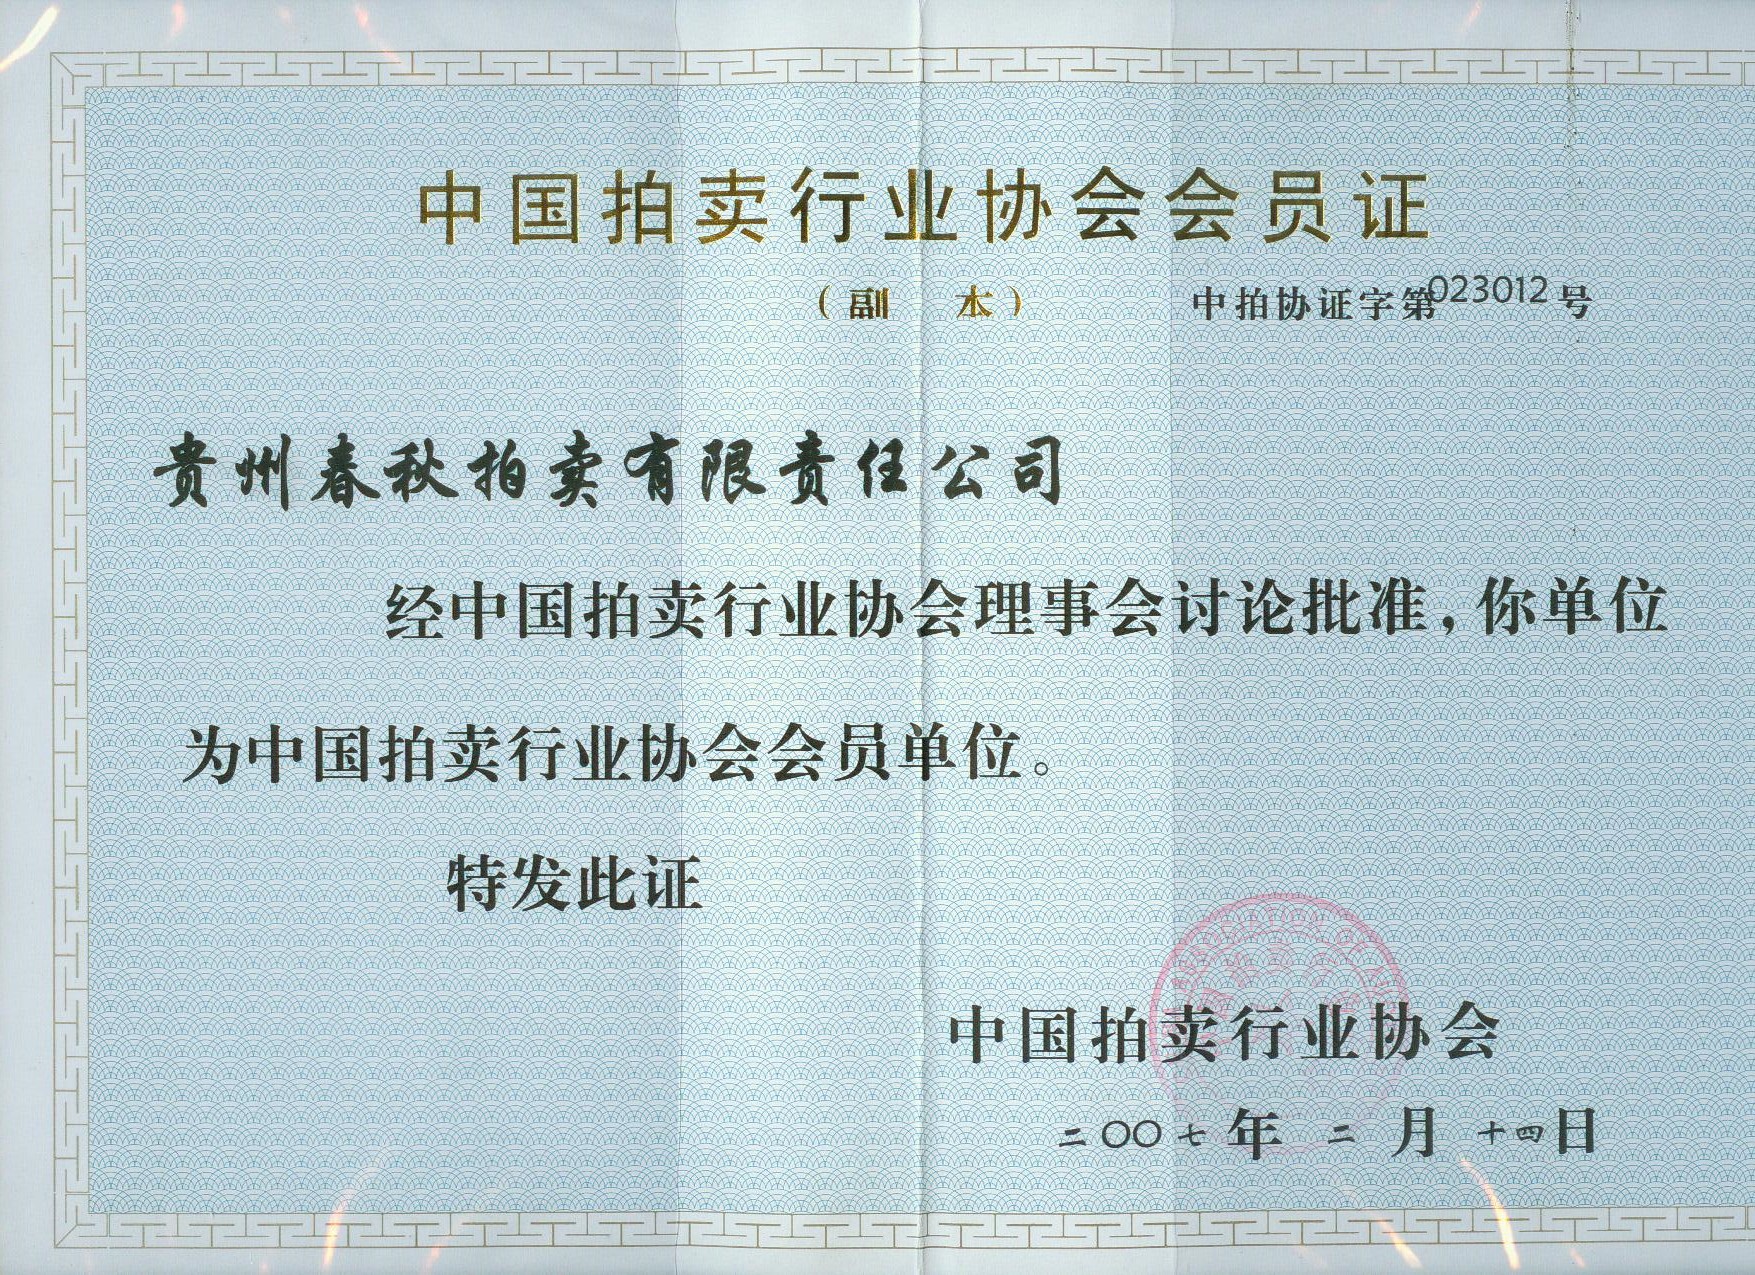 中国拍卖行业协会会员证
（副 本）
中拍协证字第023012号
贵州春秋拍卖有限责任公司
经中国拍卖行业协会理事会讨论批准，你单位
为中国拍卖行业协会会员单位。
特发此证
中国拍卖行业协会
二〇〇七年二月十四日